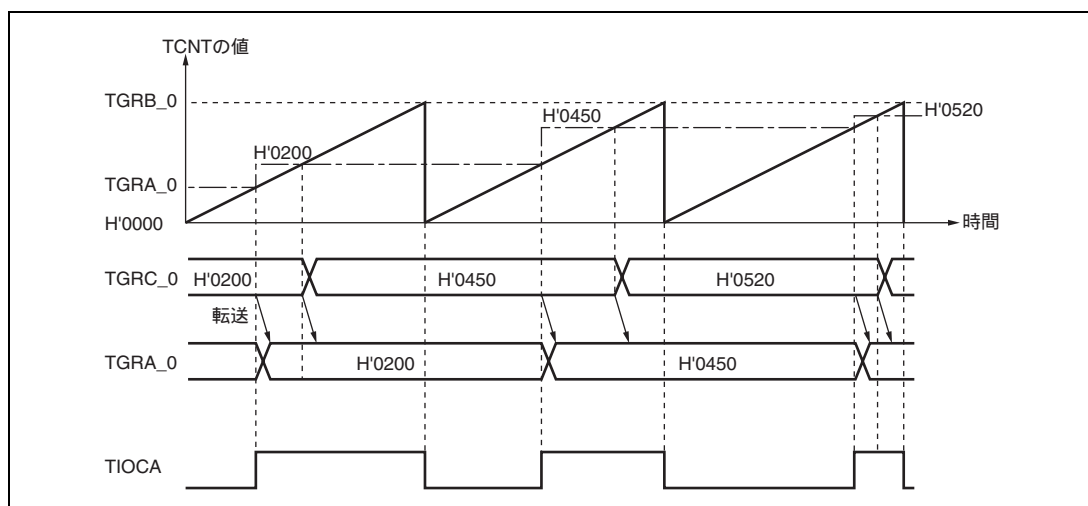 TCNTの値
TGRB_0
H'0450
H'0520
H'0200
TGRA_0
H'0000
時間
TGRC_0
H'0200
H'0450
H'0520
転送
TGRA_0
H'0200
H'0450
TIOCA